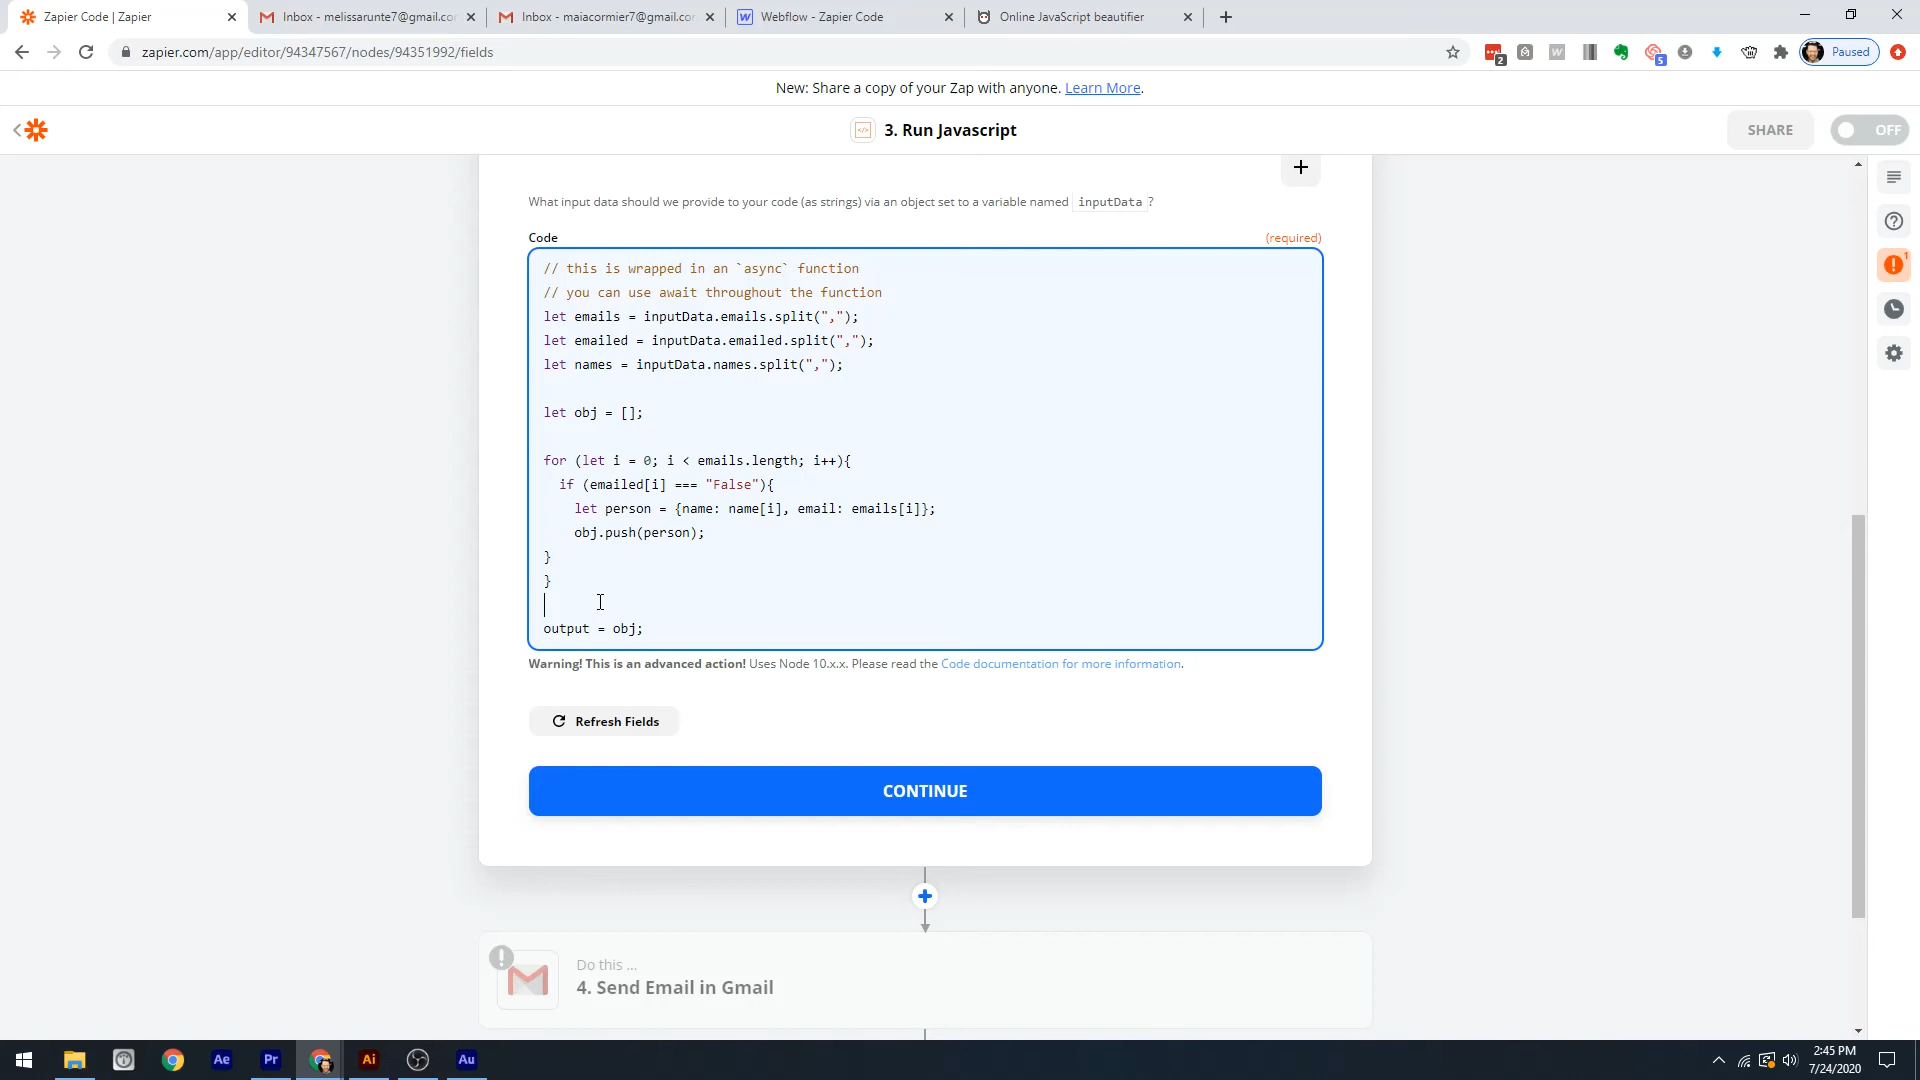 Zapier Code | Zapier
Inbox - melissarunte7@gmail.co
Inbox - maiacormier7@gmail.co
Webflow - Zapier Code
Online JavaScript beautifier
zapier.com/app/editor/94347567/nodes/94351992/fields
2
5
Paused
New: Share a copy of your Zap with anyone. Learn More.
3. Run Javascript
SHARE
OFF
What input data should we provide to your code (as strings) via an object set to a variable named inputData ?
Code
(required)
// this is wrapped in an `async` function
// you can use await throughout the function
let emails = inputData.emails.split(",");
let emailed = inputData.emailed.split(",");
let names = inputData.names.split(",");
let obj = [];
for (let i = 0; i < emails.length; i++){
if (emailed[i] === "False"){
let person = {name: name[i], email: emails[i]};
obj.push(person);
}
}
output = obj;
Warning! This is an advanced action! Uses Node 10.x.x. Please read the Code documentation for more information.
Refresh Fields
CONTINUE
Do this ...
4. Send Email in Gmail
1
Ae
Pr
Ai
Au
2:45 PM
7/24/2020